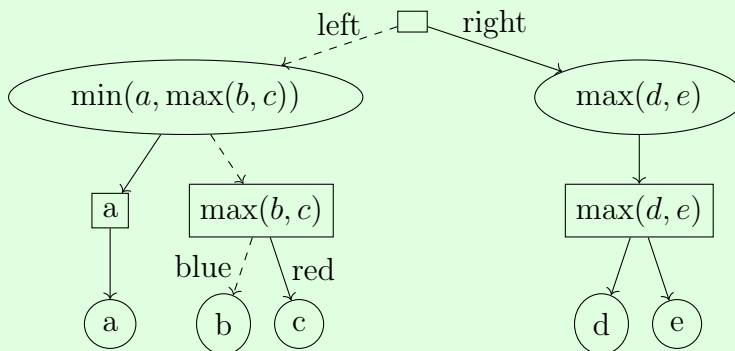 left right
min(a, max(b, c)) max(d, e)
a max(b, c) max(d, e)
blue red
a b c d e